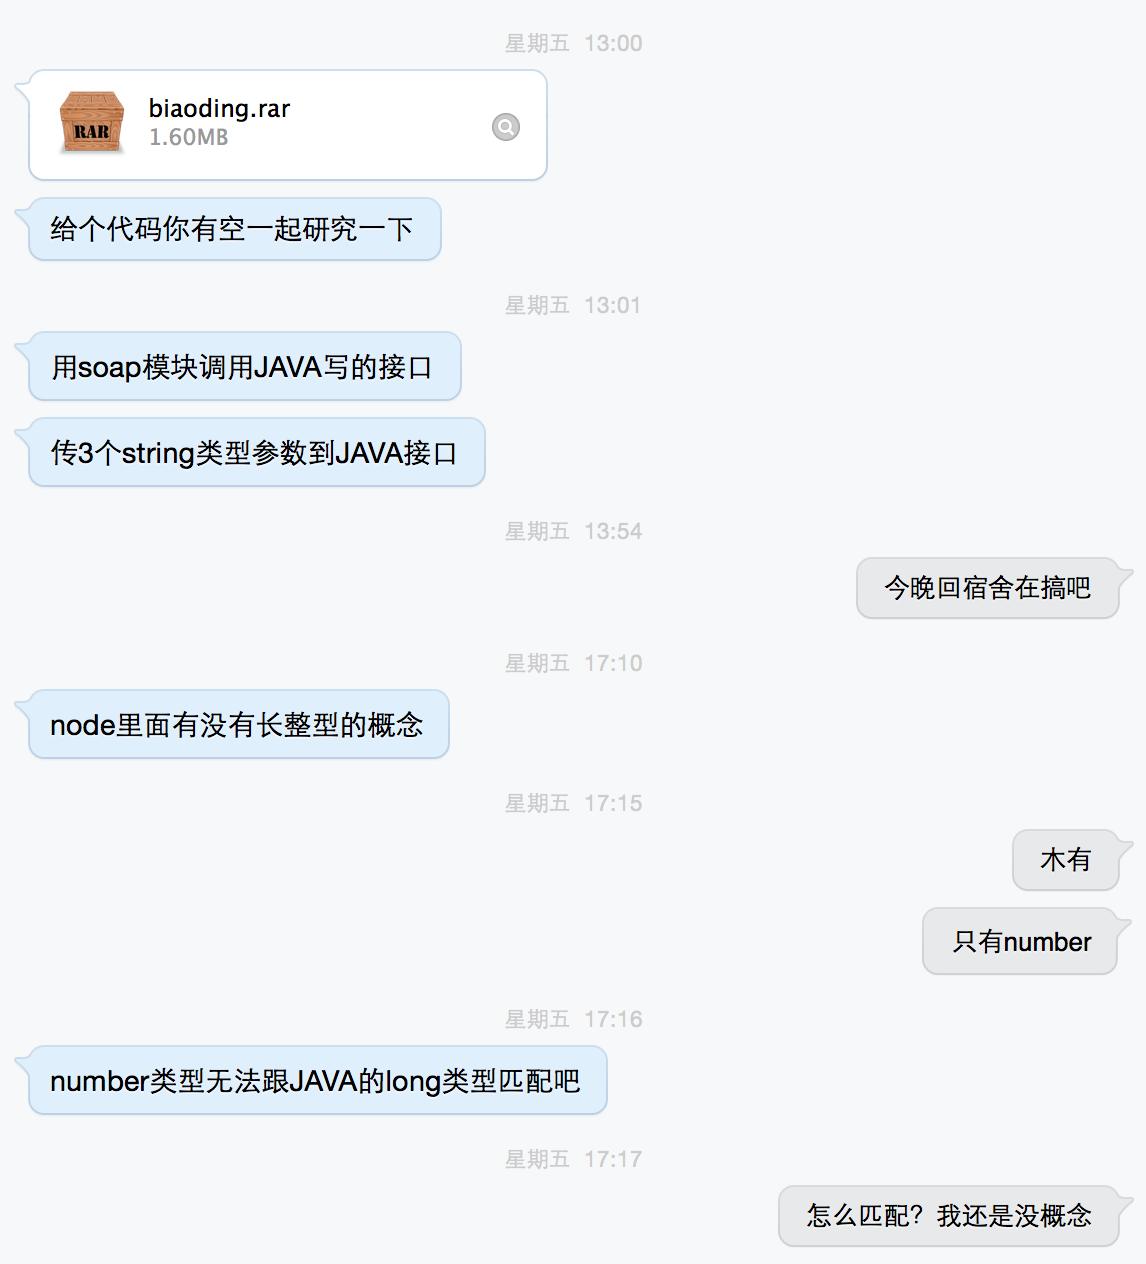 星期五 13:00
RAR
biaoding.rar
1.60MB
给个代码你有空一起研究一下
星期五 13:01
用soap模块调用JAVA写的接口
传3个string类型参数到JAVA接口
星期五 13:54
今晚回宿舍在搞吧
星期五 17:10
node里面有没有长整型的概念
星期五 17:15
木有
只有number
星期五 17:16
number类型无法跟JAVA的long类型匹配吧
星期五 17:17
怎么匹配？我还是没概念